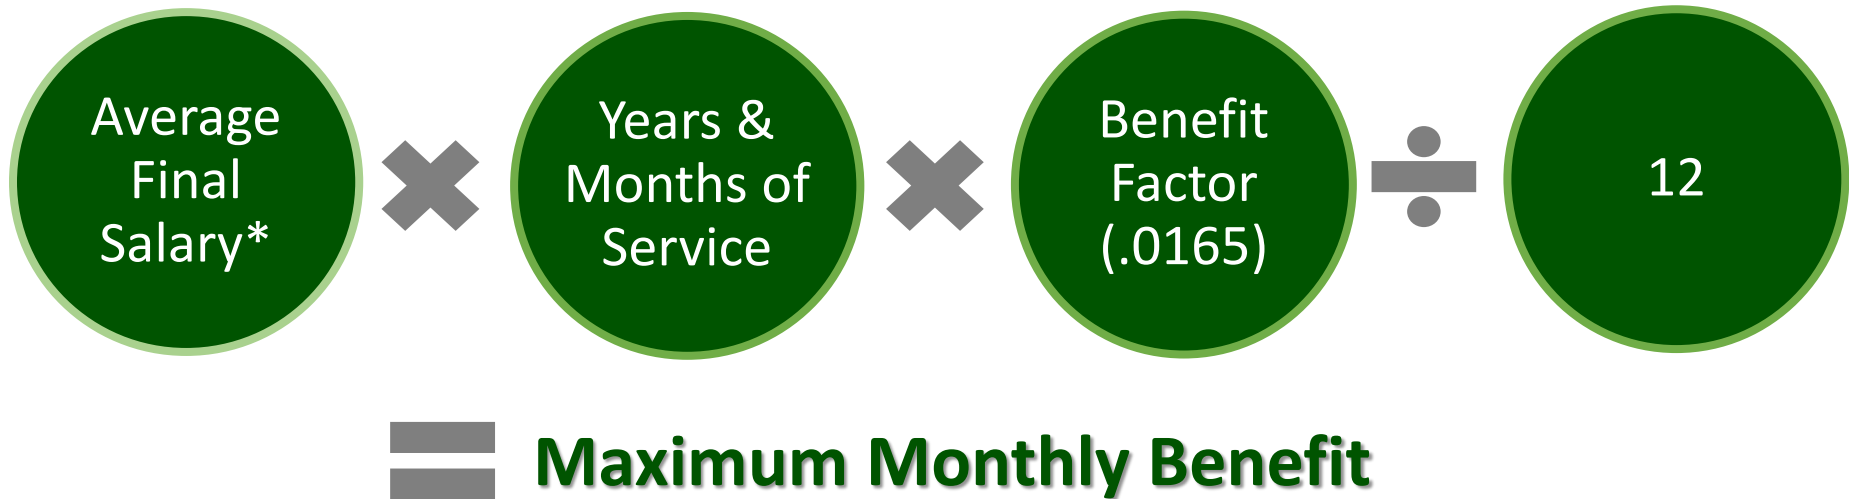 Average
Final
Salary*
Years &
Months of
Service
Benefit
Factor
(.0165)
12
Maximum Monthly Benefit